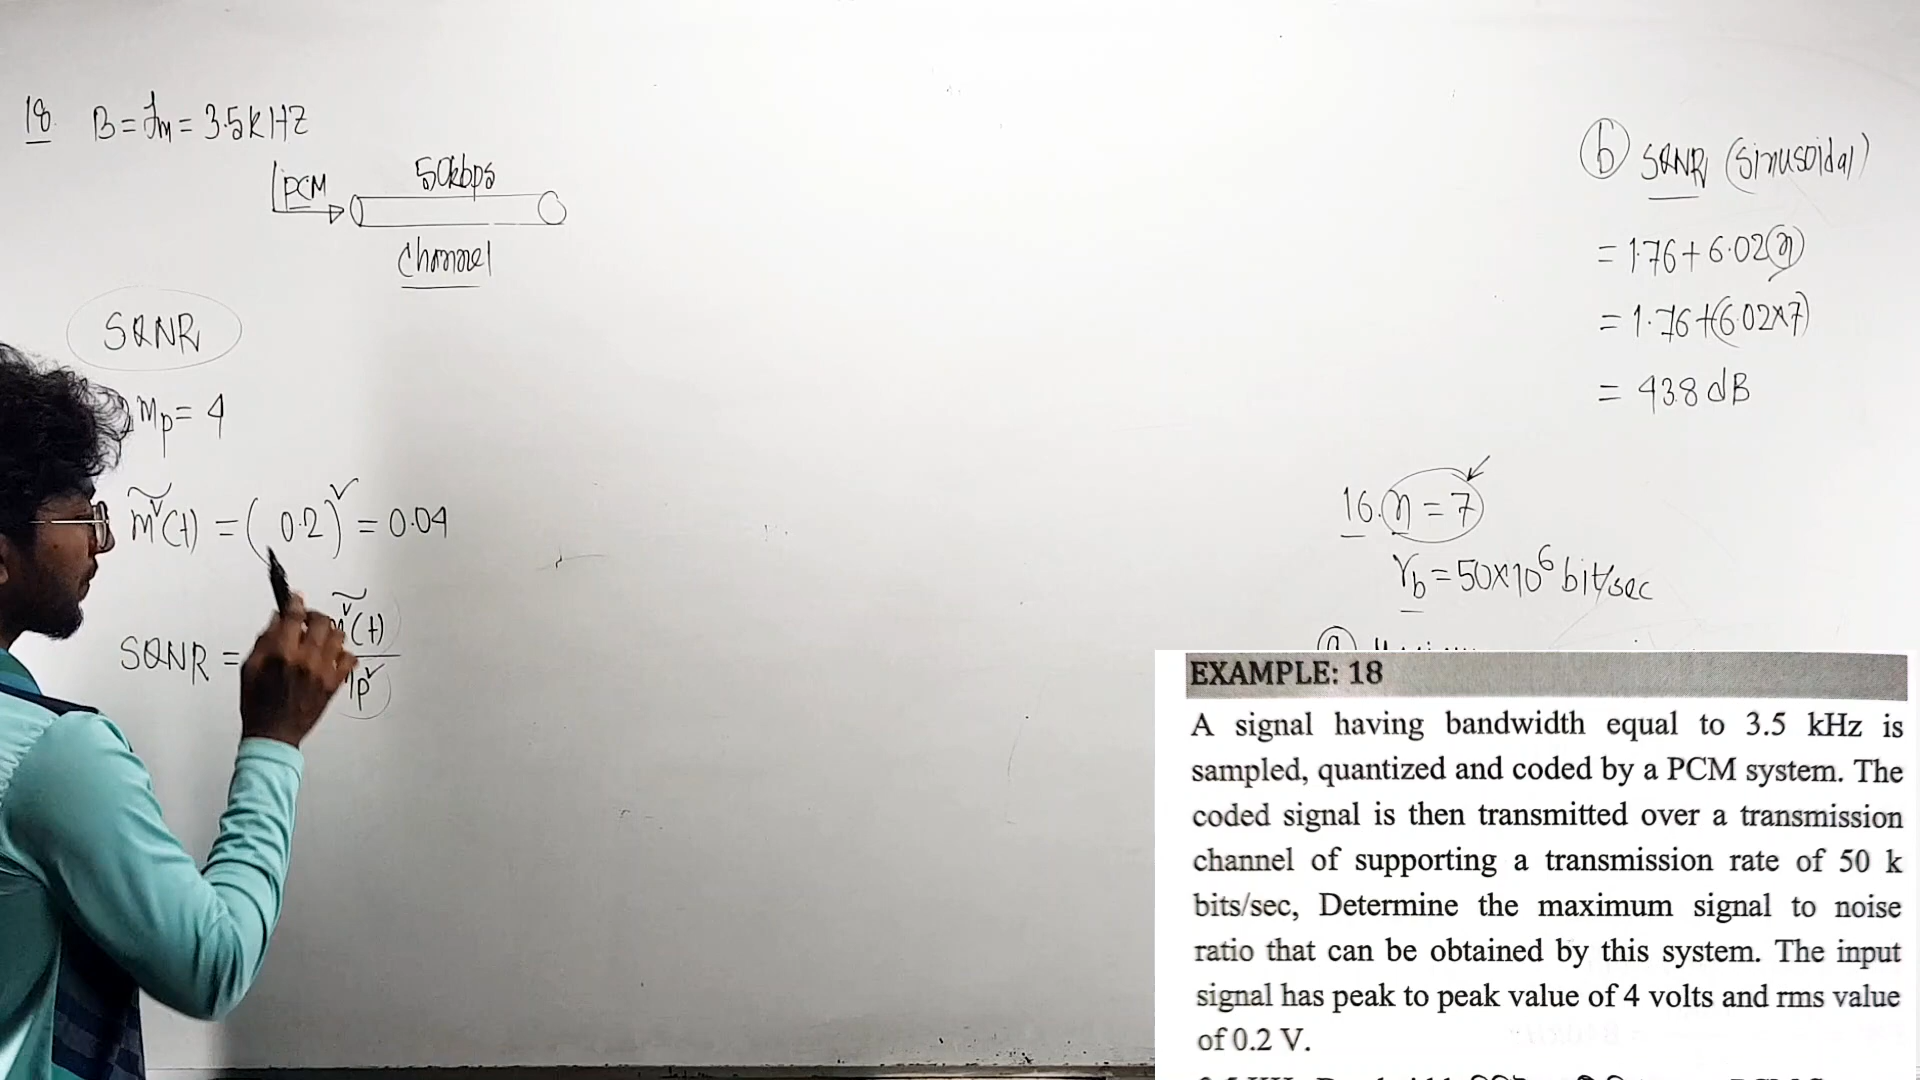 18. B = fm = 3.5kHZ
PCM
50kbps
Channel
SQNR
2mp = 4
m²(t) = (0.2)² = 0.04
SQNR =
(t)
p²
(b) SQNR (Sinusoidal)
= 1.76 + 6.02(n)
= 1.76 + (6.02×7)
= 43.8 dB
16. n = 7
rb = 50×10⁶ bit/sec
EXAMPLE: 18
A signal having bandwidth equal to 3.5 kHz is
sampled, quantized and coded by a PCM system. The
coded signal is then transmitted over a transmission
channel of supporting a transmission rate of 50 k
bits/sec, Determine the maximum signal to noise
ratio that can be obtained by this system. The input
signal has peak to peak value of 4 volts and rms value
of 0.2 V.